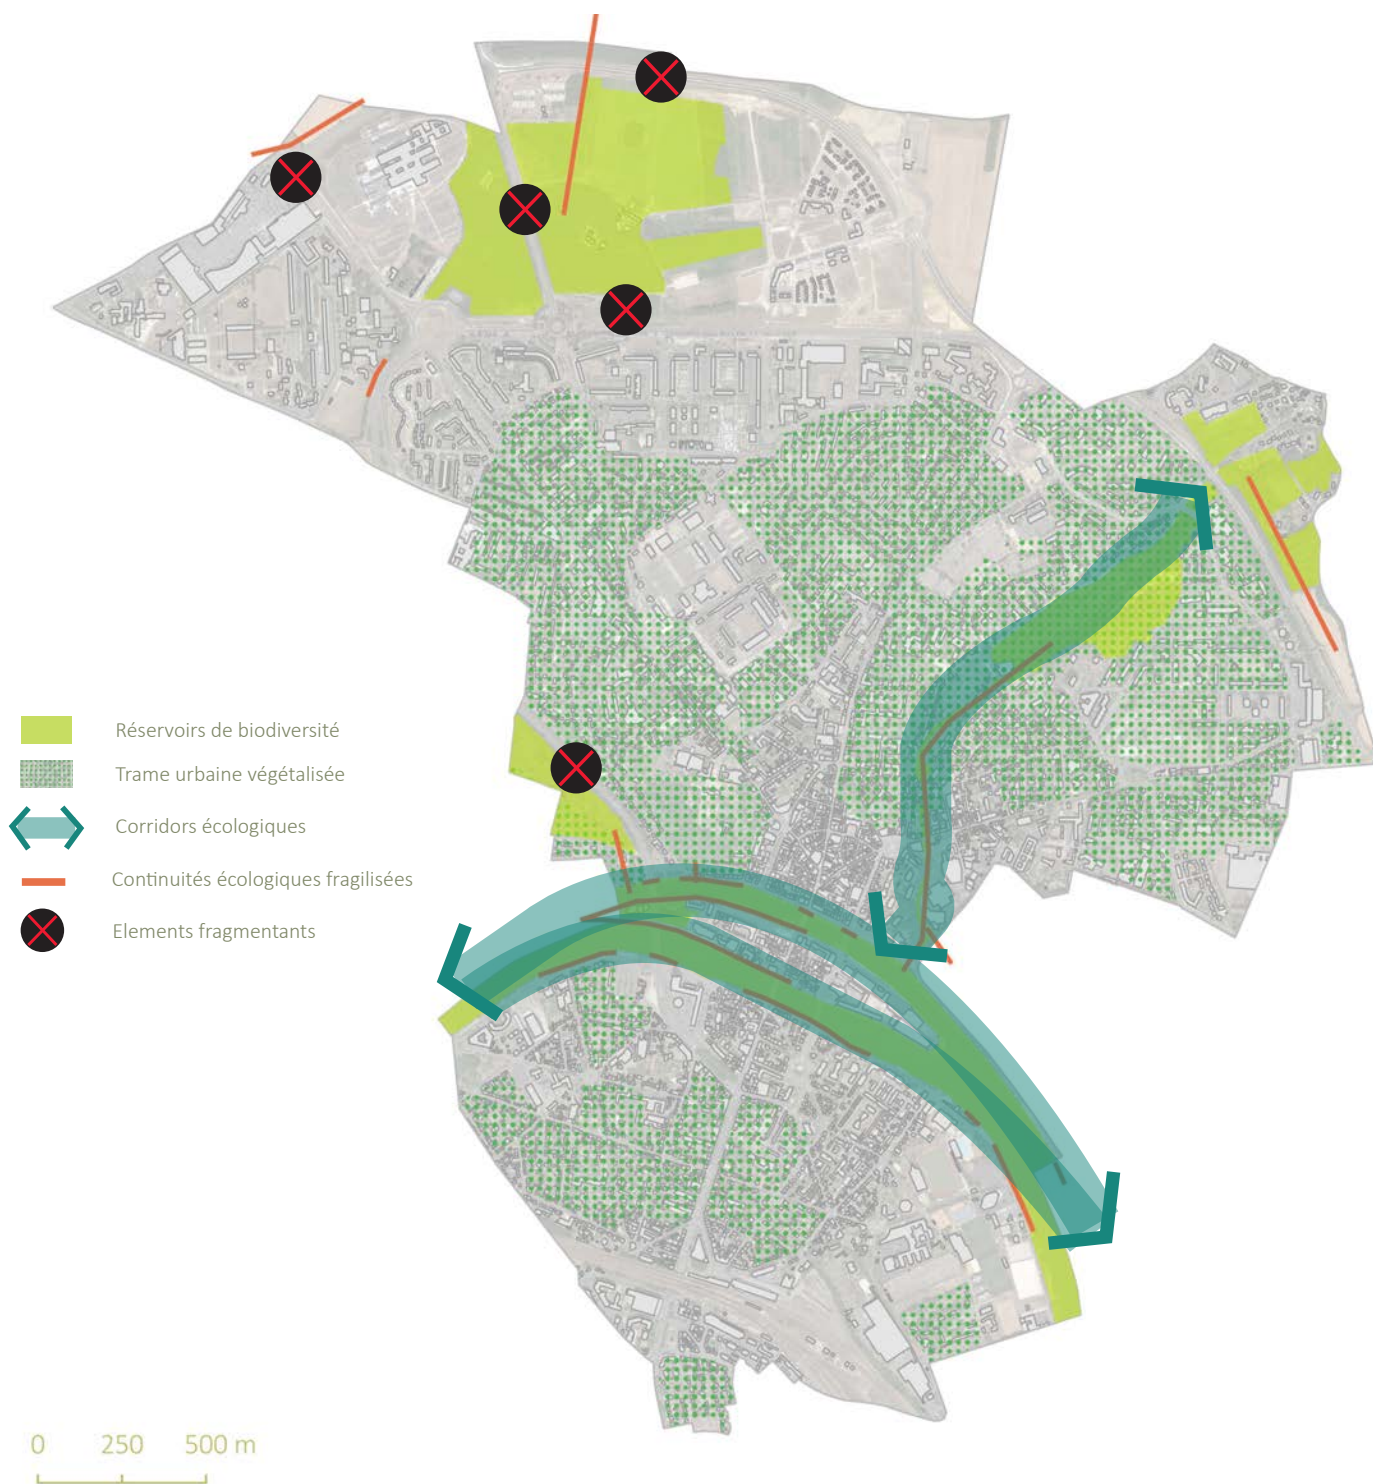 Réservoirs de biodiversité
Trame urbaine végétalisée
Corridors écologiques
Continuités écologiques fragilisées
Elements fragmentants
0 250 500 m